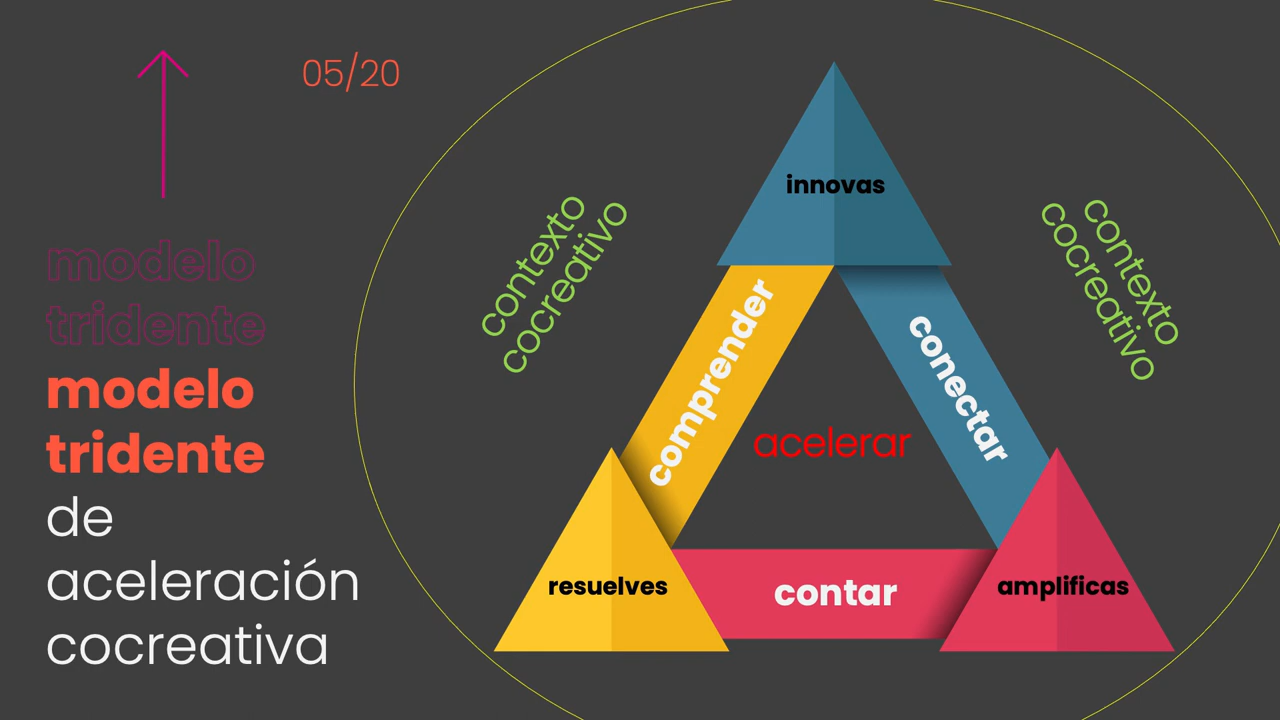 05/20
modelo
tridente
modelo
tridente
de
aceleración
cocreativa
innovas
contexto
cocreativo
contexto
cocreativo
comprender
conectar
acelerar
resuelves
contar
amplificas